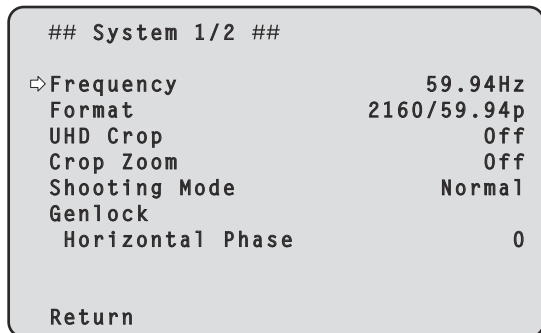 ## System 1/2 ##
⇨Frequency 59.94Hz
Format 2160/59.94p
UHD Crop Off
Crop Zoom Off
Shooting Mode Normal
Genlock
Horizontal Phase 0
Return